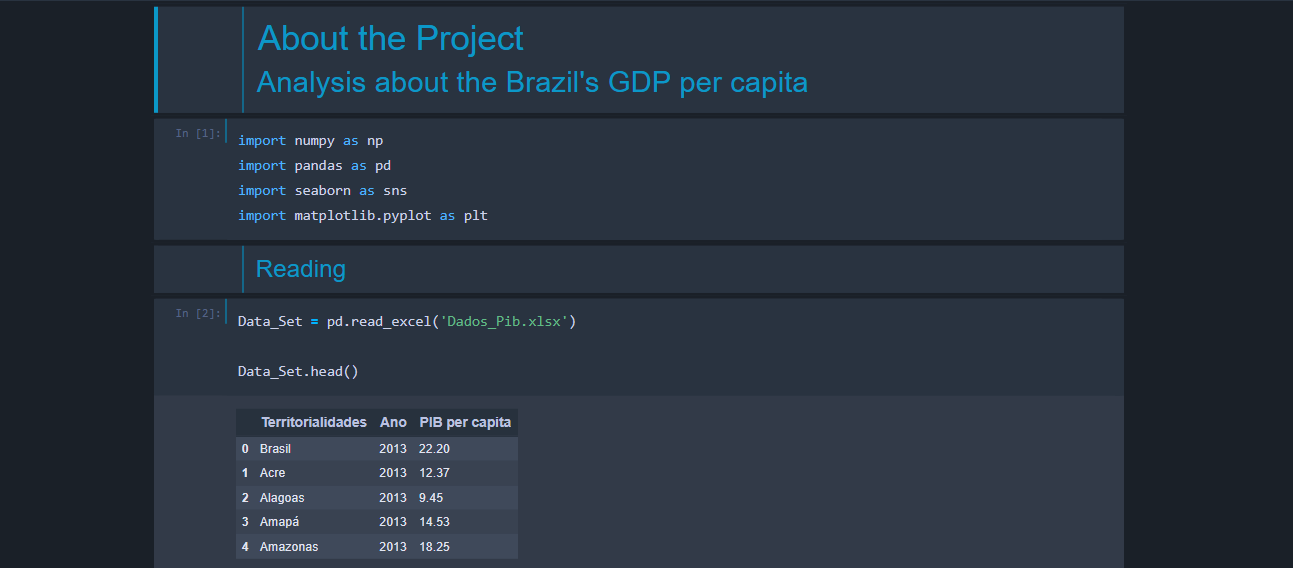 About the Project
Analysis about the Brazil's GDP per capita
In [1]:
import numpy as np
import pandas as pd
import seaborn as sns
import matplotlib.pyplot as plt
Reading
In [2]:
Data_Set = pd.read_excel('Dados_Pib.xlsx')
Data_Set.head()
Territorialidades Ano PIB per capita
0 Brasil 2013 22.20
1 Acre 2013 12.37
2 Alagoas 2013 9.45
3 Amapá 2013 14.53
4 Amazonas 2013 18.25